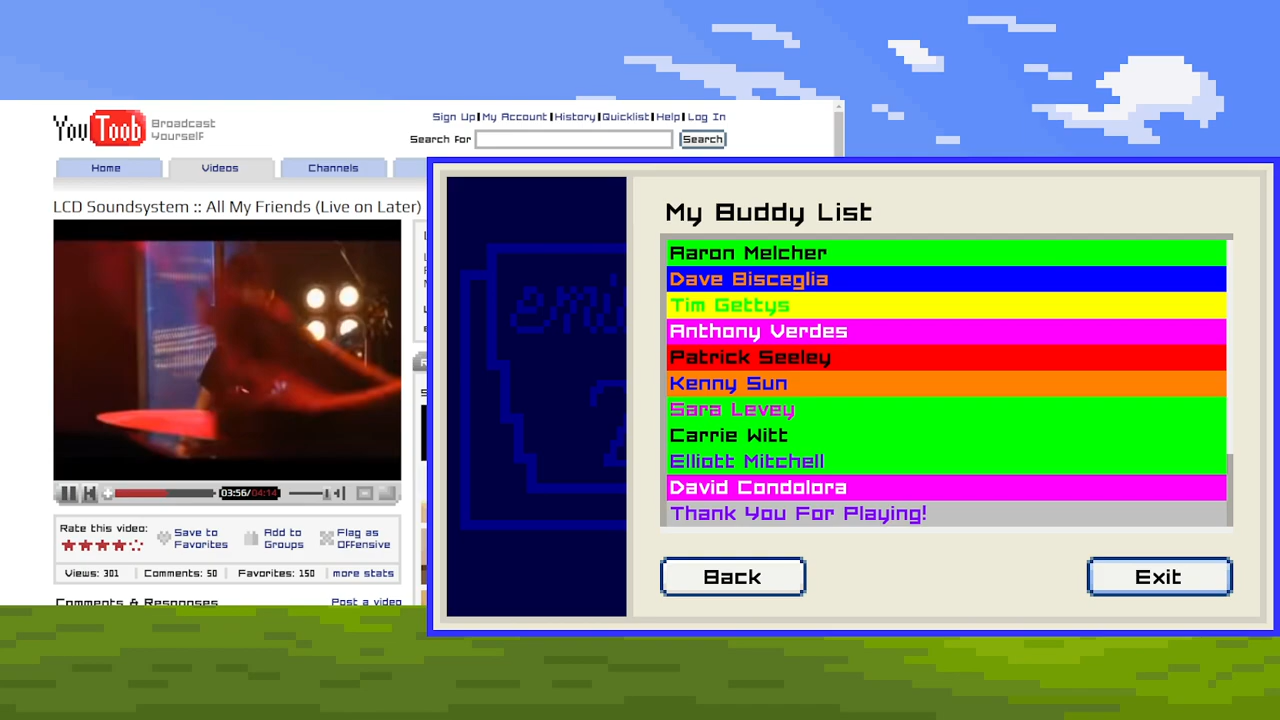 You Toob
Broadcast
Yourself
Sign Up
My Account
History
Quicklist
Help
Log In
Search for
Search
Home
Videos
Channels
LCD Soundsystem :: All My Friends (Live on Later)
03:56/04:14
Rate this video:
Save to
Favorites
Add to
Groups
Flag as
Offensive
Views: 301
Comments: 50
Favorites: 150
more stats
Comments & Responses
Post a video
My Buddy List
Aaron Melcher
Dave Bisceglia
Tim Gettys
Anthony Verdes
Patrick Seeley
Kenny Sun
Sara Levey
Carrie Witt
Elliott Mitchell
David Condolora
Thank You For Playing!
Back
Exit
emi
2